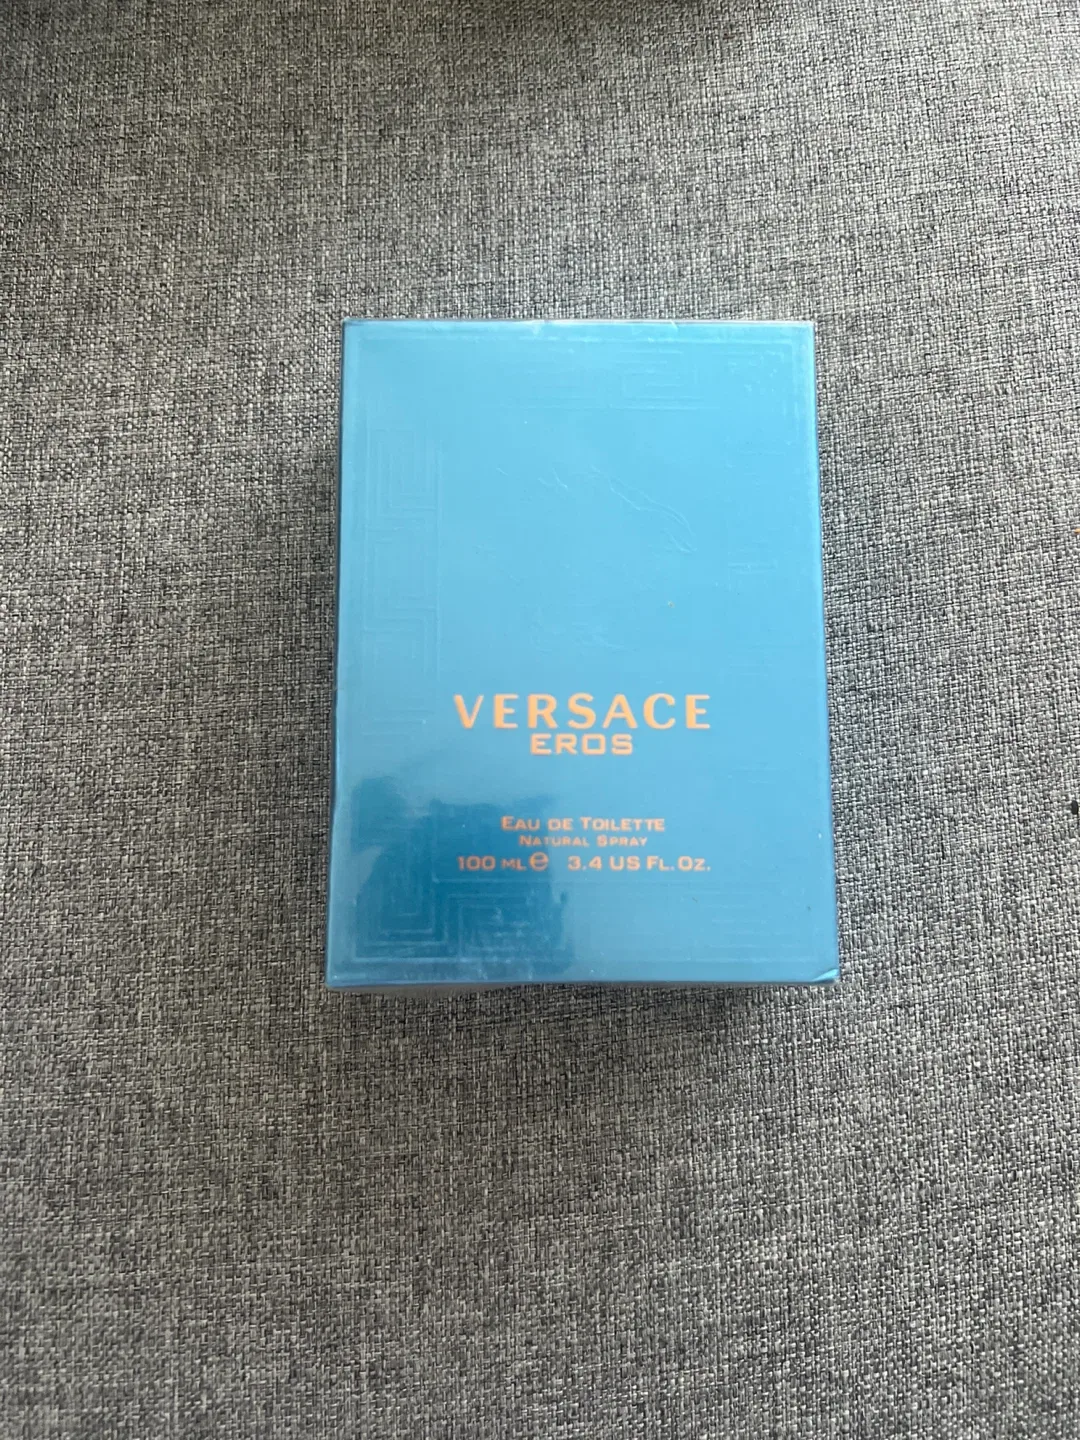 VERSACE
EROS
EAU DE TOILETTE
NATURAL SPRAY
100 ML ℮ 3.4 US FL. OZ.